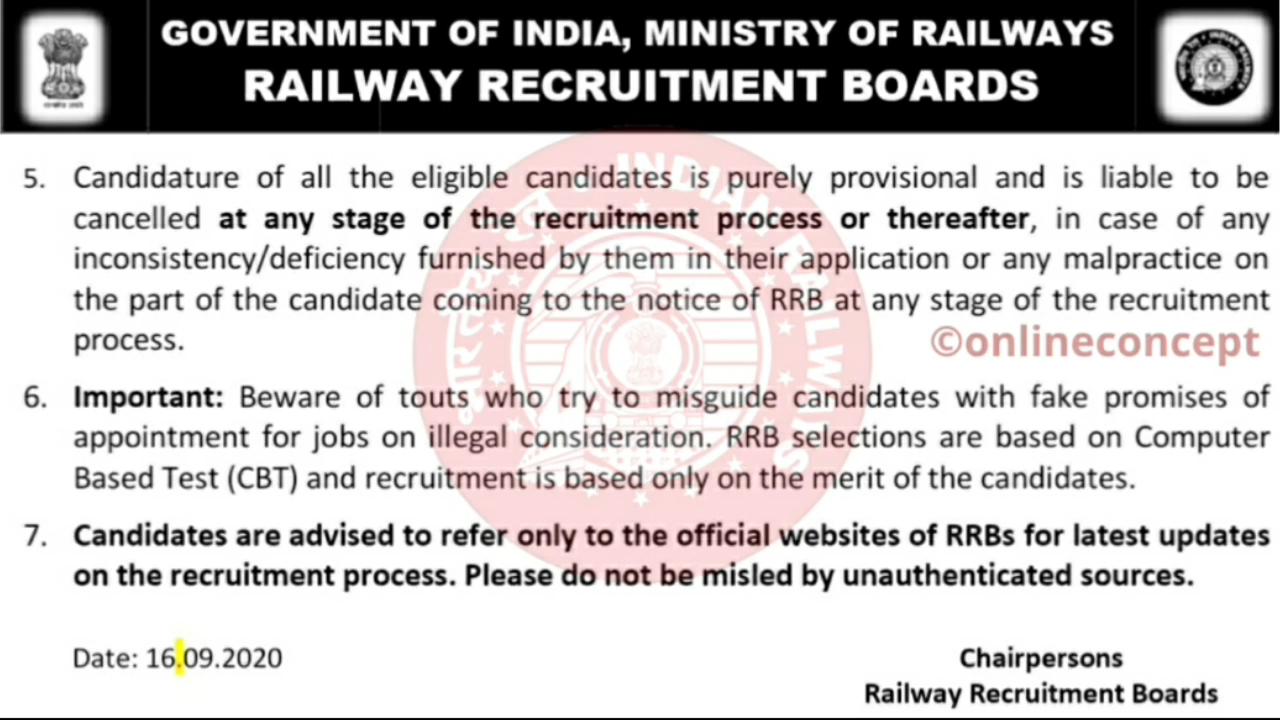 GOVERNMENT OF INDIA, MINISTRY OF RAILWAYS
RAILWAY RECRUITMENT BOARDS
5. Candidature of all the eligible candidates is purely provisional and is liable to be
cancelled at any stage of the recruitment process or thereafter, in case of any
inconsistency/deficiency furnished by them in their application or any malpractice on
the part of the candidate coming to the notice of RRB at any stage of the recruitment
process.
©onlineconcept
6. Important: Beware of touts who try to misguide candidates with fake promises of
appointment for jobs on illegal consideration. RRB selections are based on Computer
Based Test (CBT) and recruitment is based only on the merit of the candidates.
7. Candidates are advised to refer only to the official websites of RRBs for latest updates
on the recruitment process. Please do not be misled by unauthenticated sources.
Date: 16.09.2020
Chairpersons
Railway Recruitment Boards
INDIAN RAILWAYS
भारतीय रेल